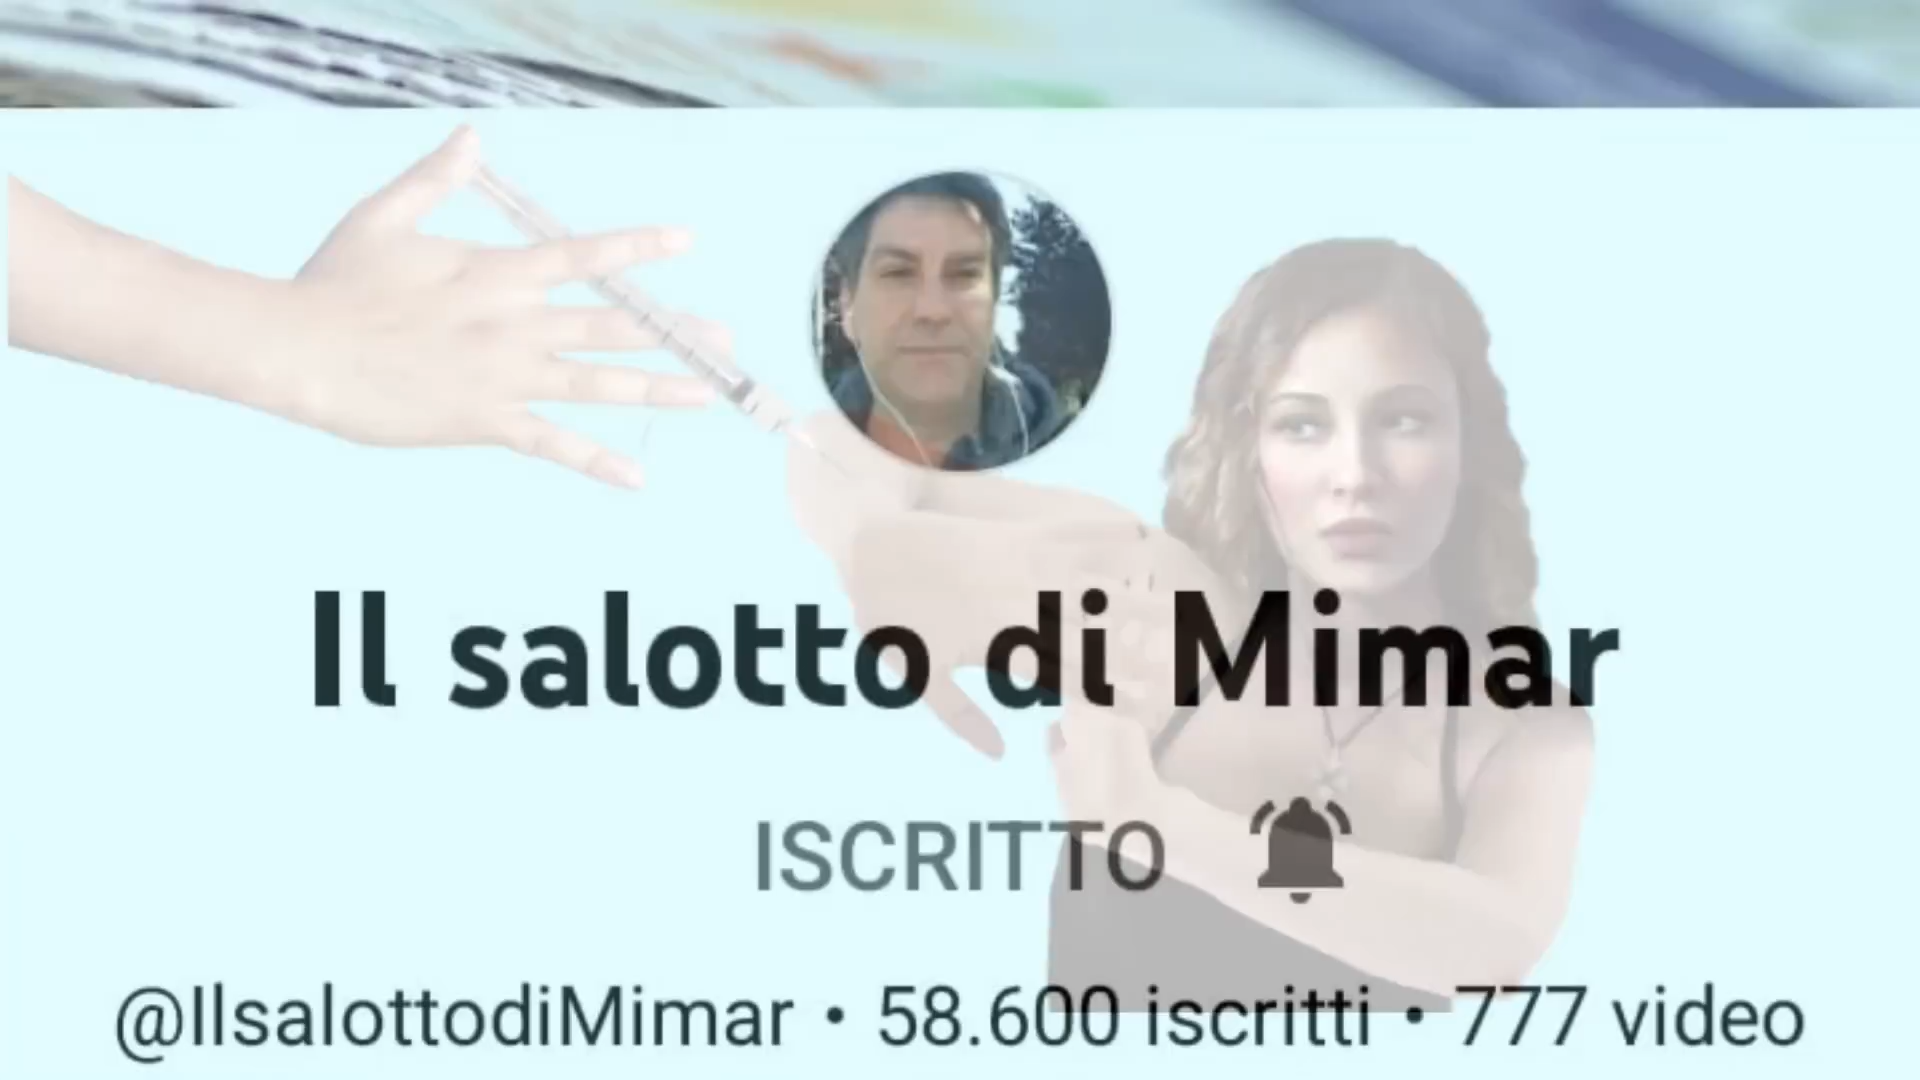 Il salotto di Mimar
ISCRITTO
@IlsalottodiMimar • 58.600 iscritti • 777 video